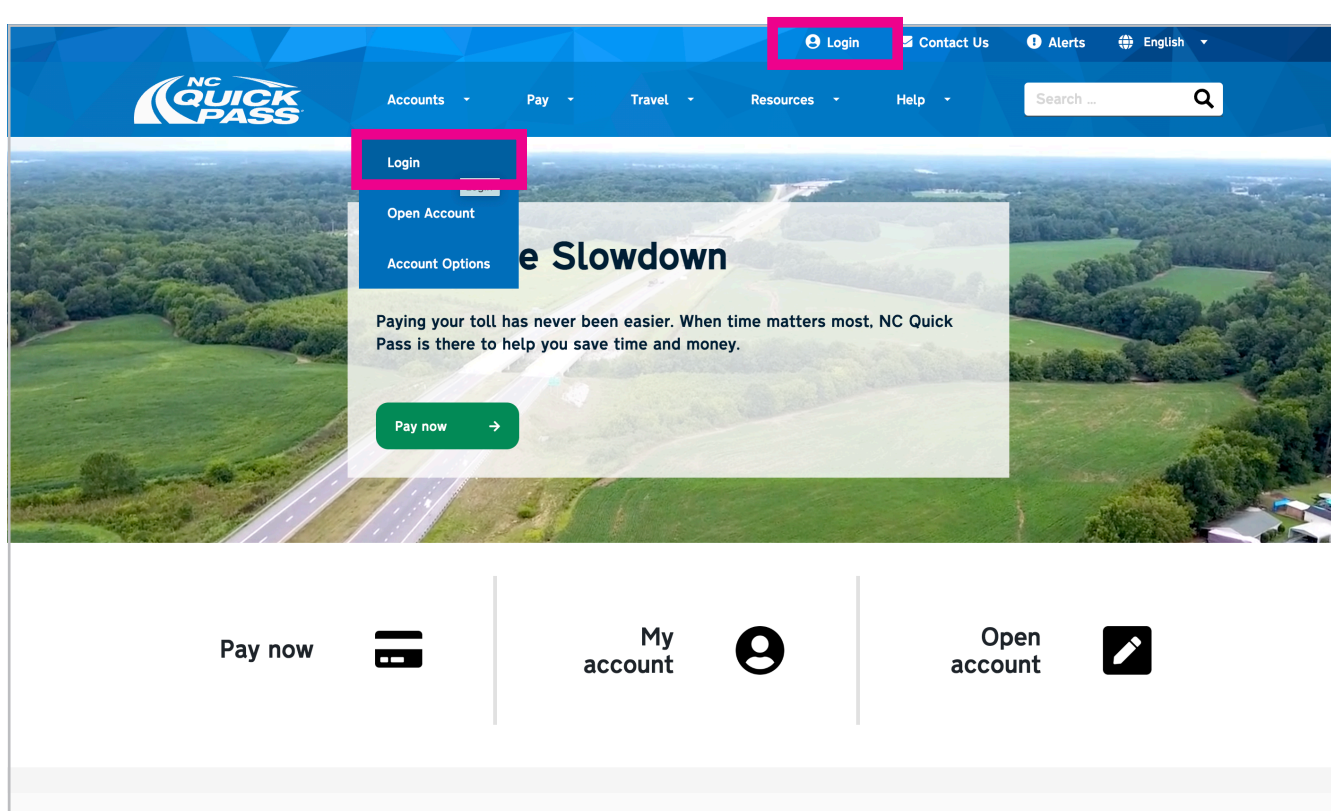 Login
Contact Us
Alerts
English
NC
QUICK
PASS
Accounts
Pay
Travel
Resources
Help
Search ...
Login
Open Account
Account Options
e Slowdown
Paying your toll has never been easier. When time matters most, NC Quick
Pass is there to help you save time and money.
Pay now
Pay now
My
account
Open
account